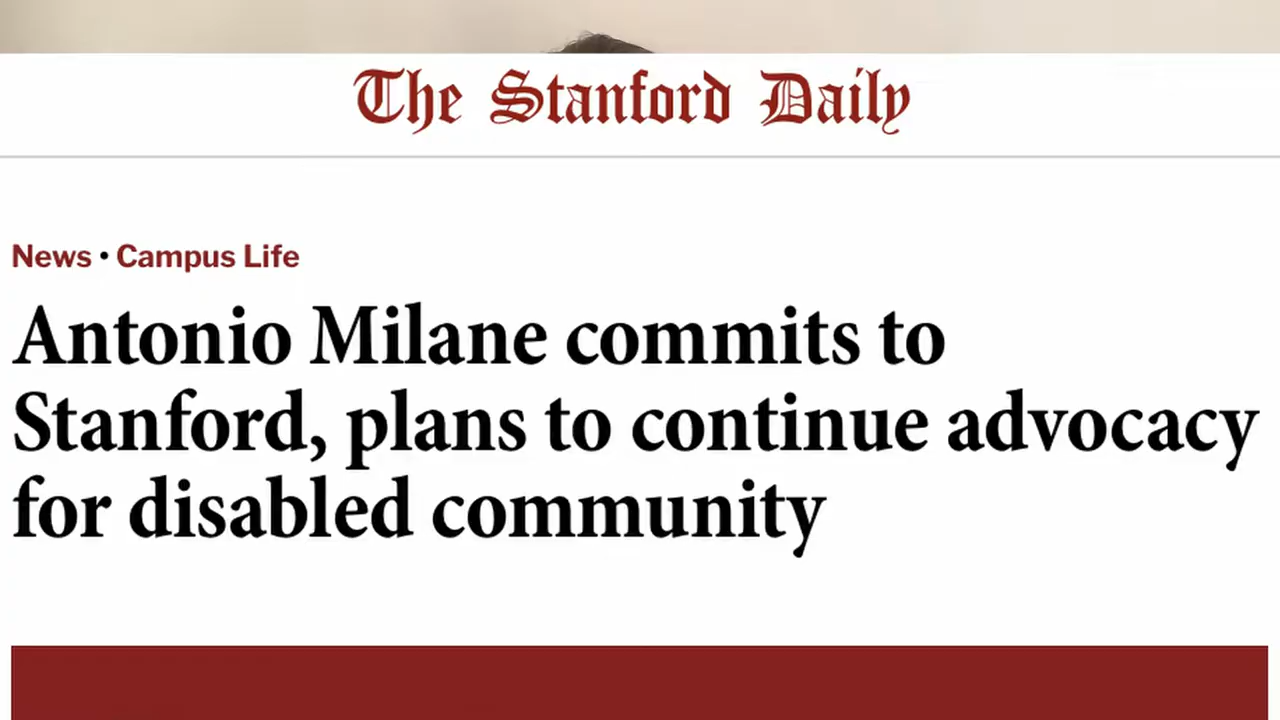 The Stanford Daily
News • Campus Life
Antonio Milane commits to
Stanford, plans to continue advocacy
for disabled community